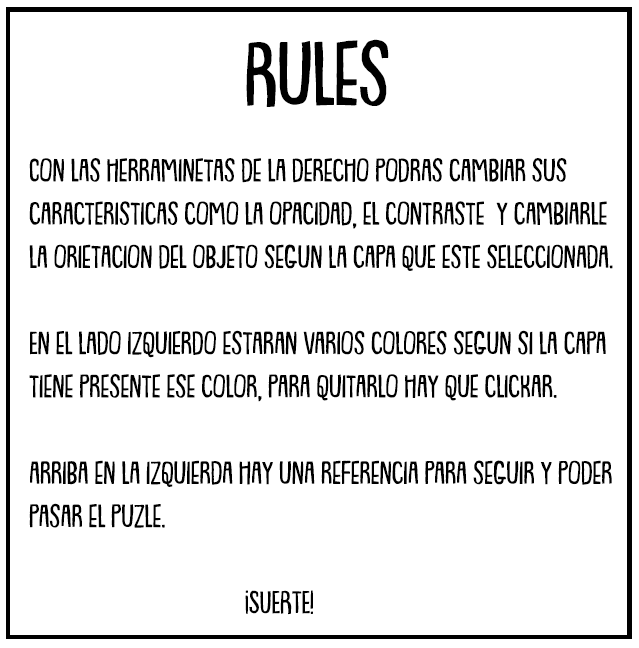 RULES
CON LAS HERRAMINETAS DE LA DERECHO PODRAS CAMBIAR SUS
CARACTERISTICAS COMO LA OPACIDAD, EL CONTRASTE Y CAMBIARLE
LA ORIETACION DEL OBJETO SEGUN LA CAPA QUE ESTE SELECCIONADA.
EN EL LADO IZQUIERDO ESTARAN VARIOS COLORES SEGUN SI LA CAPA
TIENE PRESENTE ESE COLOR, PARA QUITARLO HAY QUE CLICKAR.
ARRIBA EN LA IZQUIERDA HAY UNA REFERENCIA PARA SEGUIR Y PODER
PASAR EL PUZLE.
¡SUERTE!